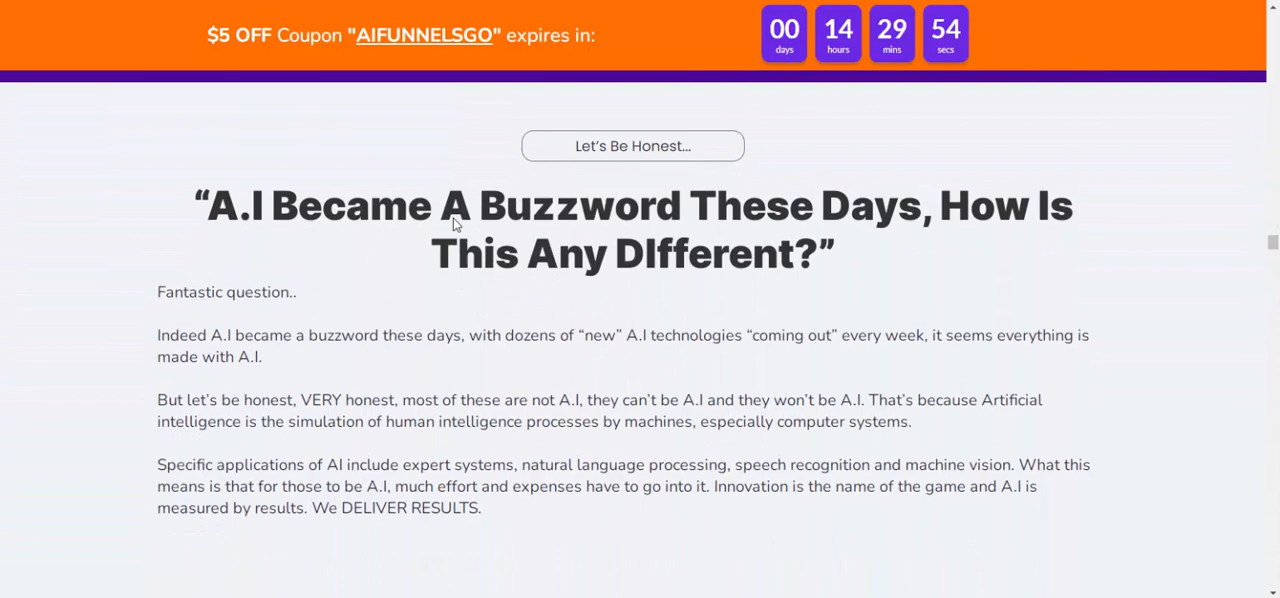 $5 OFF Coupon "AIFUNNELSGO" expires in:
00 14 29 54
days hours mins secs
Let's Be Honest...
“A.I Became A Buzzword These Days, How Is
This Any DIfferent?”
Fantastic question..
Indeed A.I became a buzzword these days, with dozens of “new” A.I technologies “coming out” every week, it seems everything is
made with A.I.
But let’s be honest, VERY honest, most of these are not A.I, they can’t be A.I and they won’t be A.I. That’s because Artificial
intelligence is the simulation of human intelligence processes by machines, especially computer systems.
Specific applications of AI include expert systems, natural language processing, speech recognition and machine vision. What this
means is that for those to be A.I, much effort and expenses have to go into it. Innovation is the name of the game and A.I is
measured by results. We DELIVER RESULTS.